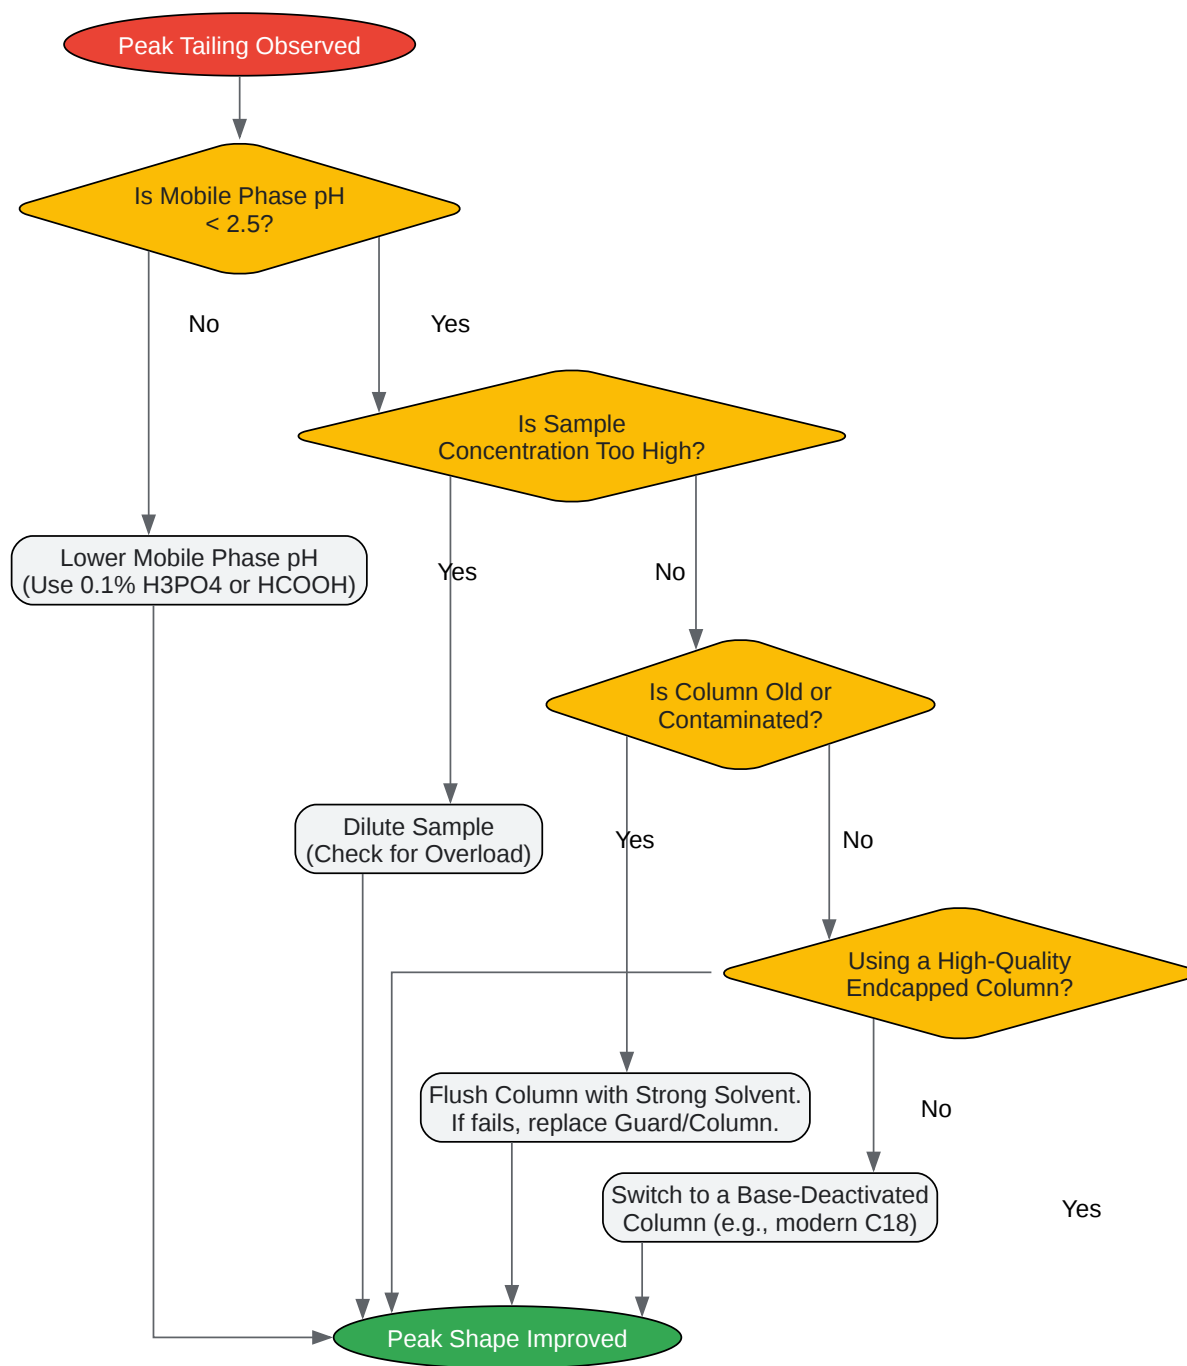 Peak Tailing Observed
Is Mobile Phase pH
< 2.5?
No
Yes
Is Sample
Concentration Too High?
Lower Mobile Phase pH
(Use 0.1% H3PO4 or HCOOH)
Yes
No
Is Column Old or
Contaminated?
Dilute Sample
(Check for Overload)
Yes
No
Using a High-Quality
Endcapped Column?
Flush Column with Strong Solvent.
If fails, replace Guard/Column.
No
Switch to a Base-Deactivated
Column (e.g., modern C18)
Yes
Peak Shape Improved